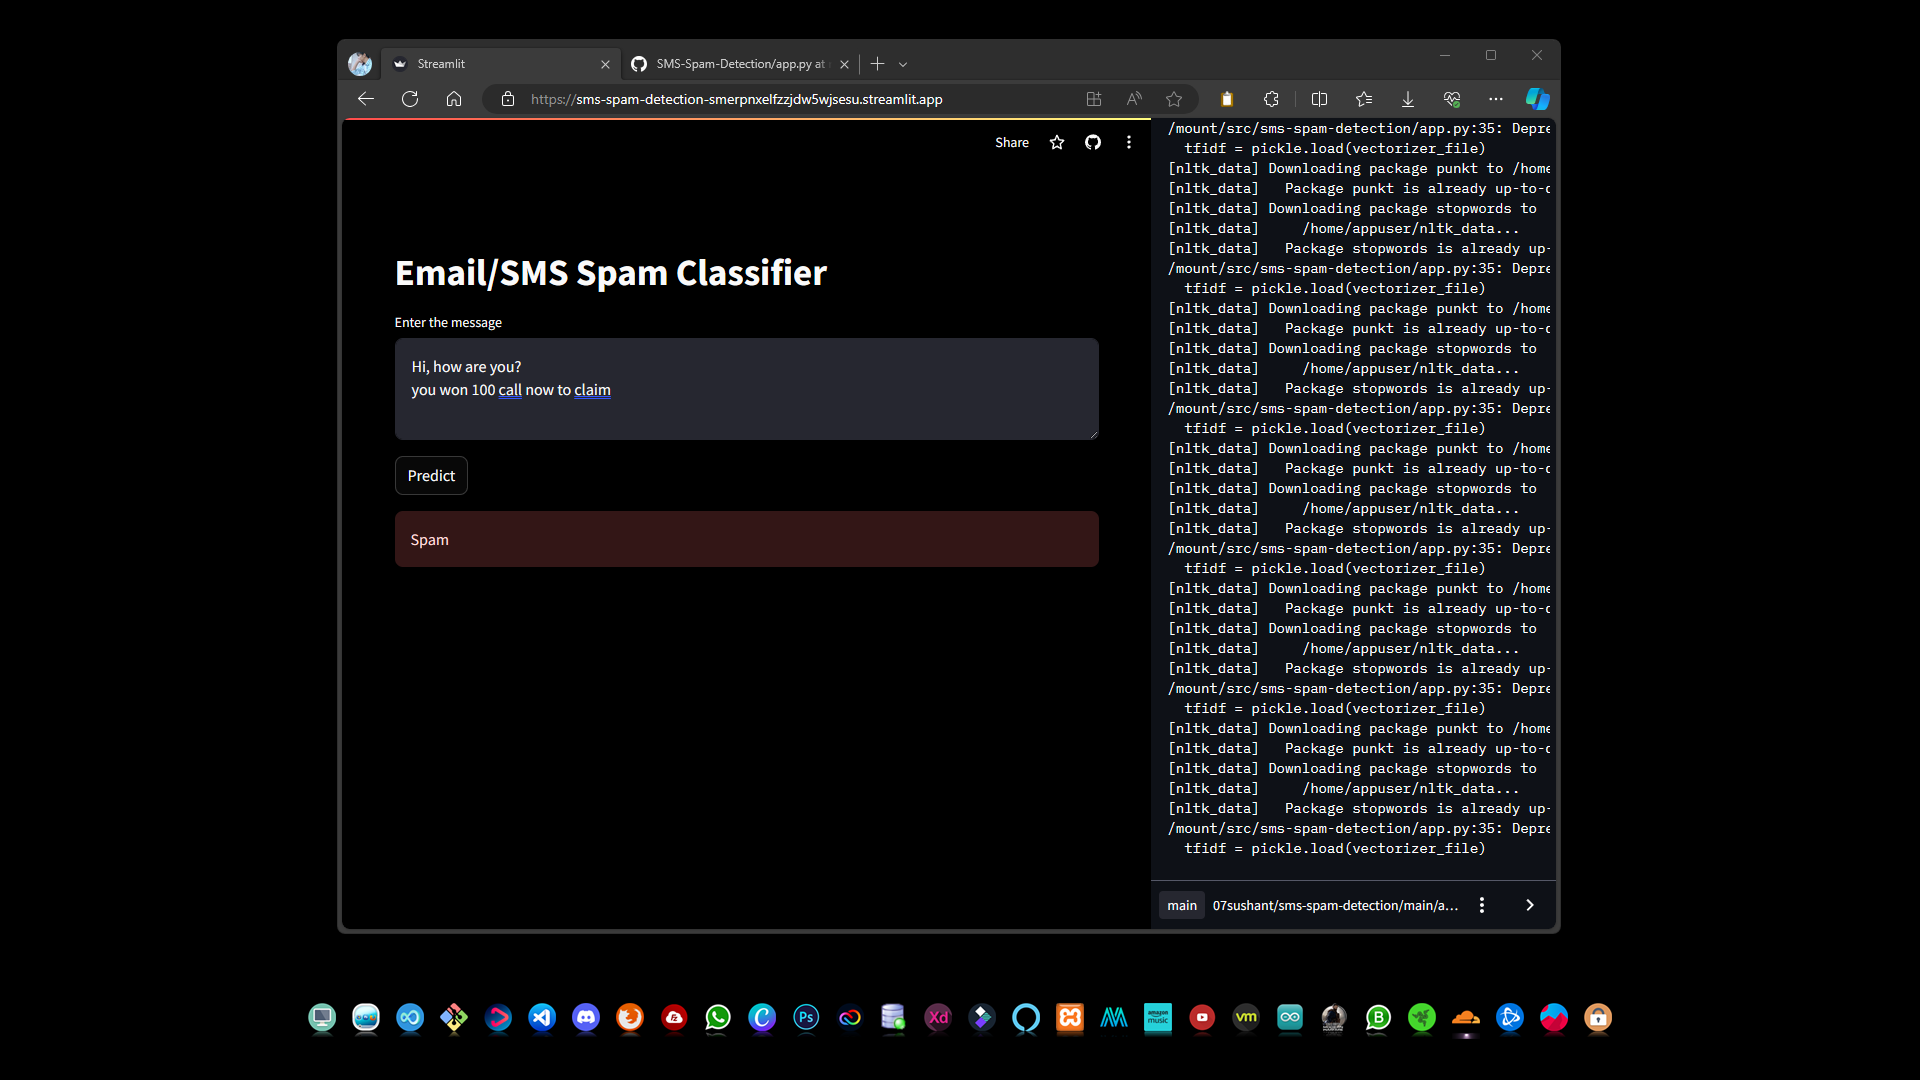 Streamlit
SMS-Spam-Detection/app.py at
https://sms-spam-detection-smerpnxelfzzjdw5wjsesu.streamlit.app
Share
Email/SMS Spam Classifier
Enter the message
Hi, how are you?
you won 100 call now to claim
Predict
Spam
/mount/src/sms-spam-detection/app.py:35: Depre
tfidf = pickle.load(vectorizer_file)
[nltk_data] Downloading package punkt to /home
[nltk_data] Package punkt is already up-to-d
[nltk_data] Downloading package stopwords to
[nltk_data] /home/appuser/nltk_data...
[nltk_data] Package stopwords is already up-
/mount/src/sms-spam-detection/app.py:35: Depre
tfidf = pickle.load(vectorizer_file)
[nltk_data] Downloading package punkt to /home
[nltk_data] Package punkt is already up-to-d
[nltk_data] Downloading package stopwords to
[nltk_data] /home/appuser/nltk_data...
[nltk_data] Package stopwords is already up-
/mount/src/sms-spam-detection/app.py:35: Depre
tfidf = pickle.load(vectorizer_file)
[nltk_data] Downloading package punkt to /home
[nltk_data] Package punkt is already up-to-d
[nltk_data] Downloading package stopwords to
[nltk_data] /home/appuser/nltk_data...
[nltk_data] Package stopwords is already up-
/mount/src/sms-spam-detection/app.py:35: Depre
tfidf = pickle.load(vectorizer_file)
[nltk_data] Downloading package punkt to /home
[nltk_data] Package punkt is already up-to-d
[nltk_data] Downloading package stopwords to
[nltk_data] /home/appuser/nltk_data...
[nltk_data] Package stopwords is already up-
/mount/src/sms-spam-detection/app.py:35: Depre
tfidf = pickle.load(vectorizer_file)
[nltk_data] Downloading package punkt to /home
[nltk_data] Package punkt is already up-to-d
[nltk_data] Downloading package stopwords to
[nltk_data] /home/appuser/nltk_data...
[nltk_data] Package stopwords is already up-
/mount/src/sms-spam-detection/app.py:35: Depre
tfidf = pickle.load(vectorizer_file)
main 07sushant/sms-spam-detection/main/a...
Ps
Xd
amazon music
vm